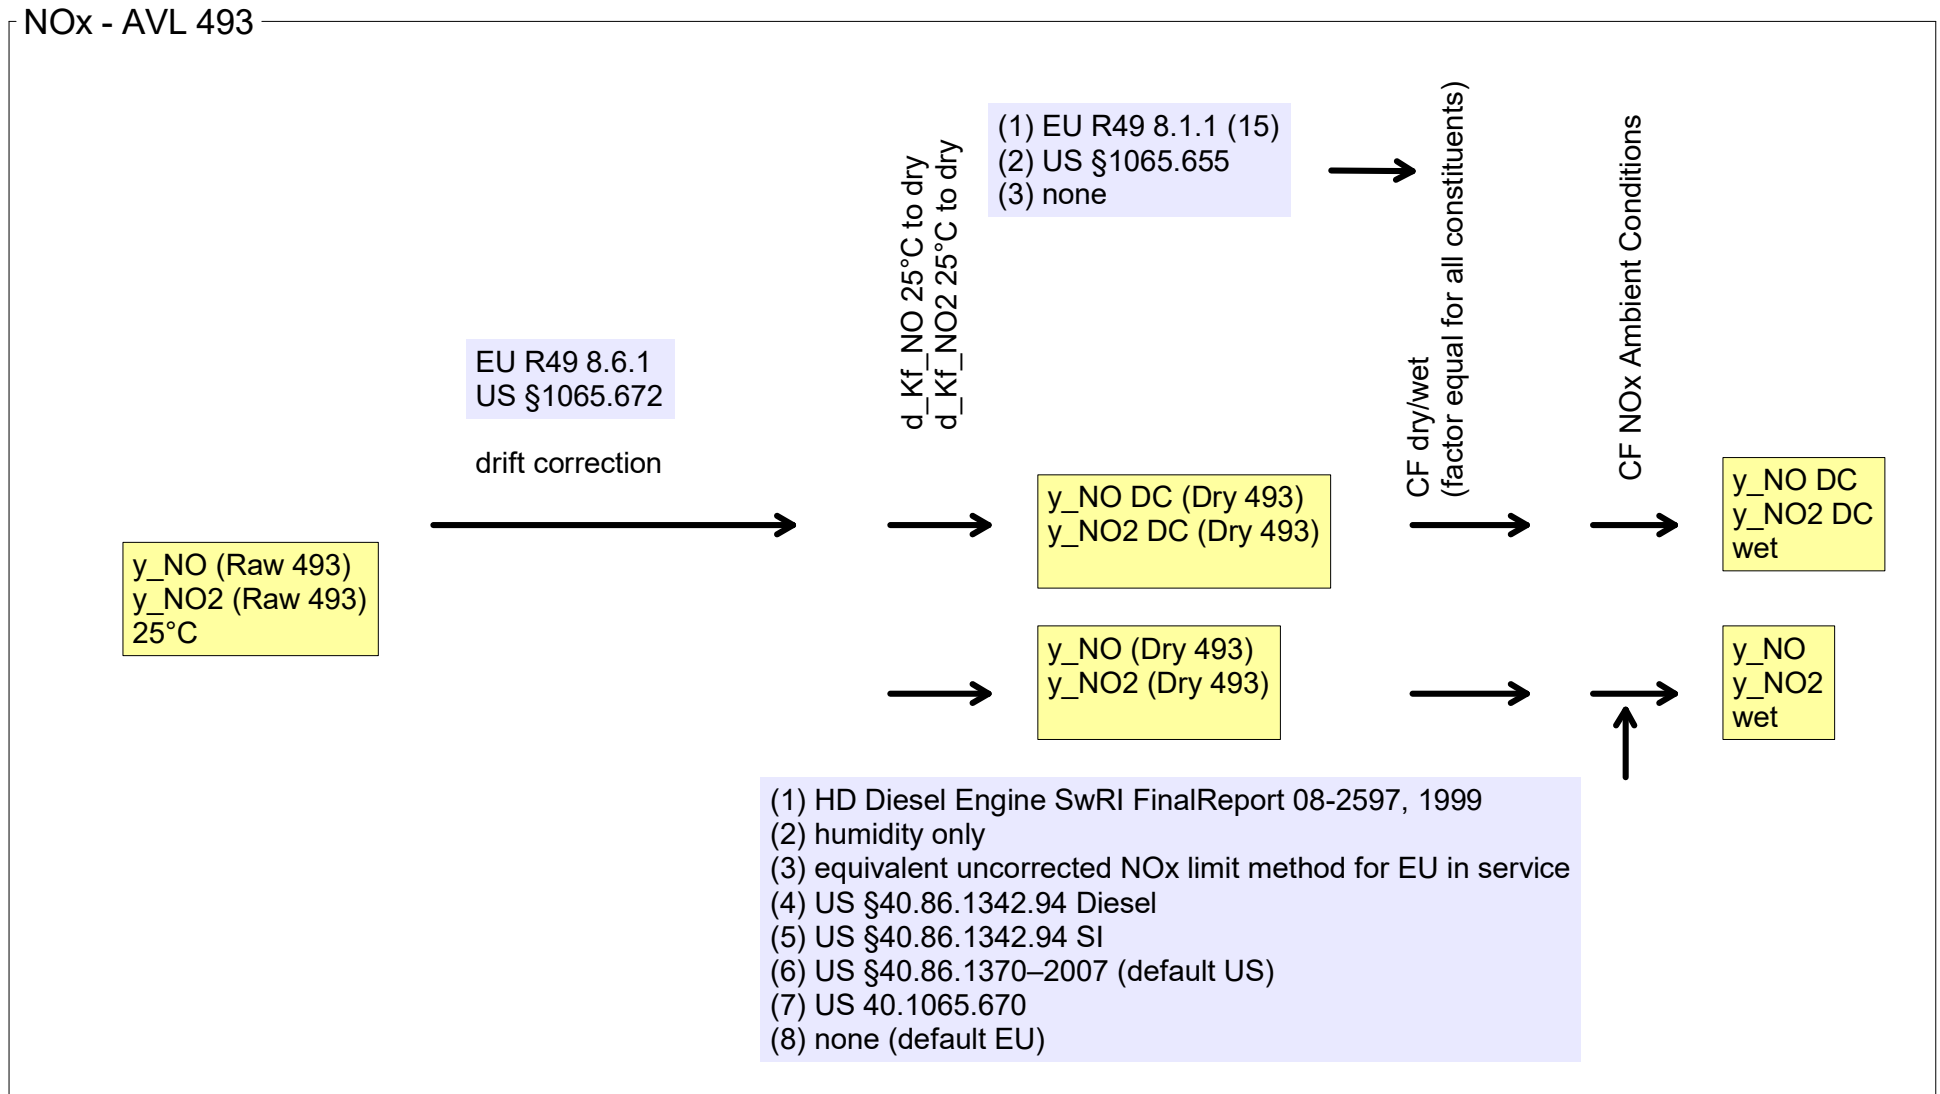 NOx - AVL 493
(1) EU R49 8.1.1 (15)
(2) US §1065.655
(3) none
d_Kf_NO 25°C to dry
d_Kf_NO2 25°C to dry
CF dry/wet
(factor equal for all constituents)
CF NOx Ambient Conditions
EU R49 8.6.1
US §1065.672
drift correction
y_NO (Raw 493)
y_NO2 (Raw 493)
25°C
y_NO DC (Dry 493)
y_NO2 DC (Dry 493)
y_NO DC
y_NO2 DC
wet
y_NO (Dry 493)
y_NO2 (Dry 493)
y_NO
y_NO2
wet
(1) HD Diesel Engine SwRI FinalReport 08-2597, 1999
(2) humidity only
(3) equivalent uncorrected NOx limit method for EU in service
(4) US §40.86.1342.94 Diesel
(5) US §40.86.1342.94 SI
(6) US §40.86.1370–2007 (default US)
(7) US 40.1065.670
(8) none (default EU)